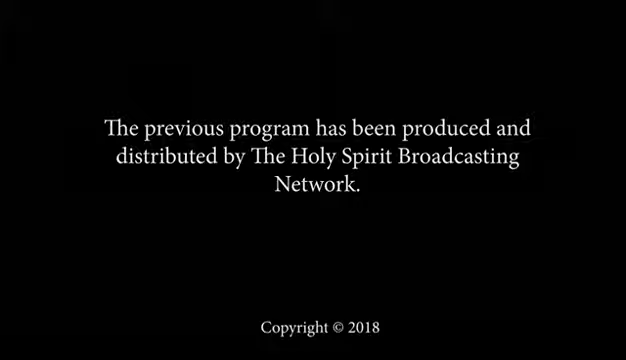 The previous program has been produced and
distributed by The Holy Spirit Broadcasting
Network.
Copyright © 2018